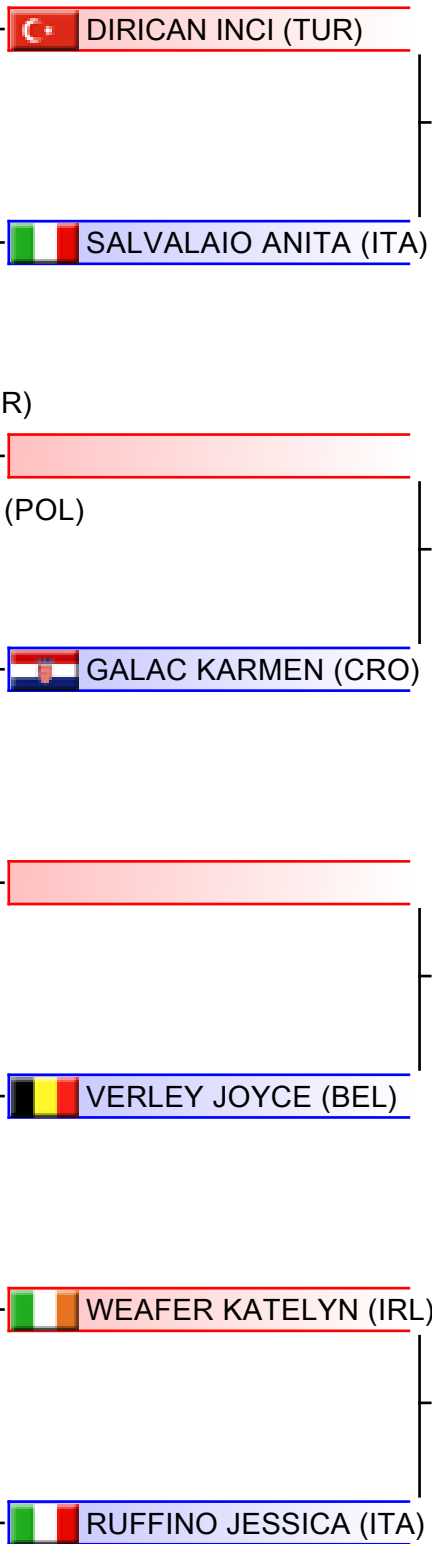 DIRICAN INCI (TUR)
SALVALAIO ANITA (ITA)
R)
(POL)
GALAC KARMEN (CRO)
VERLEY JOYCE (BEL)
WEAFER KATELYN (IRL)
RUFFINO JESSICA (ITA)